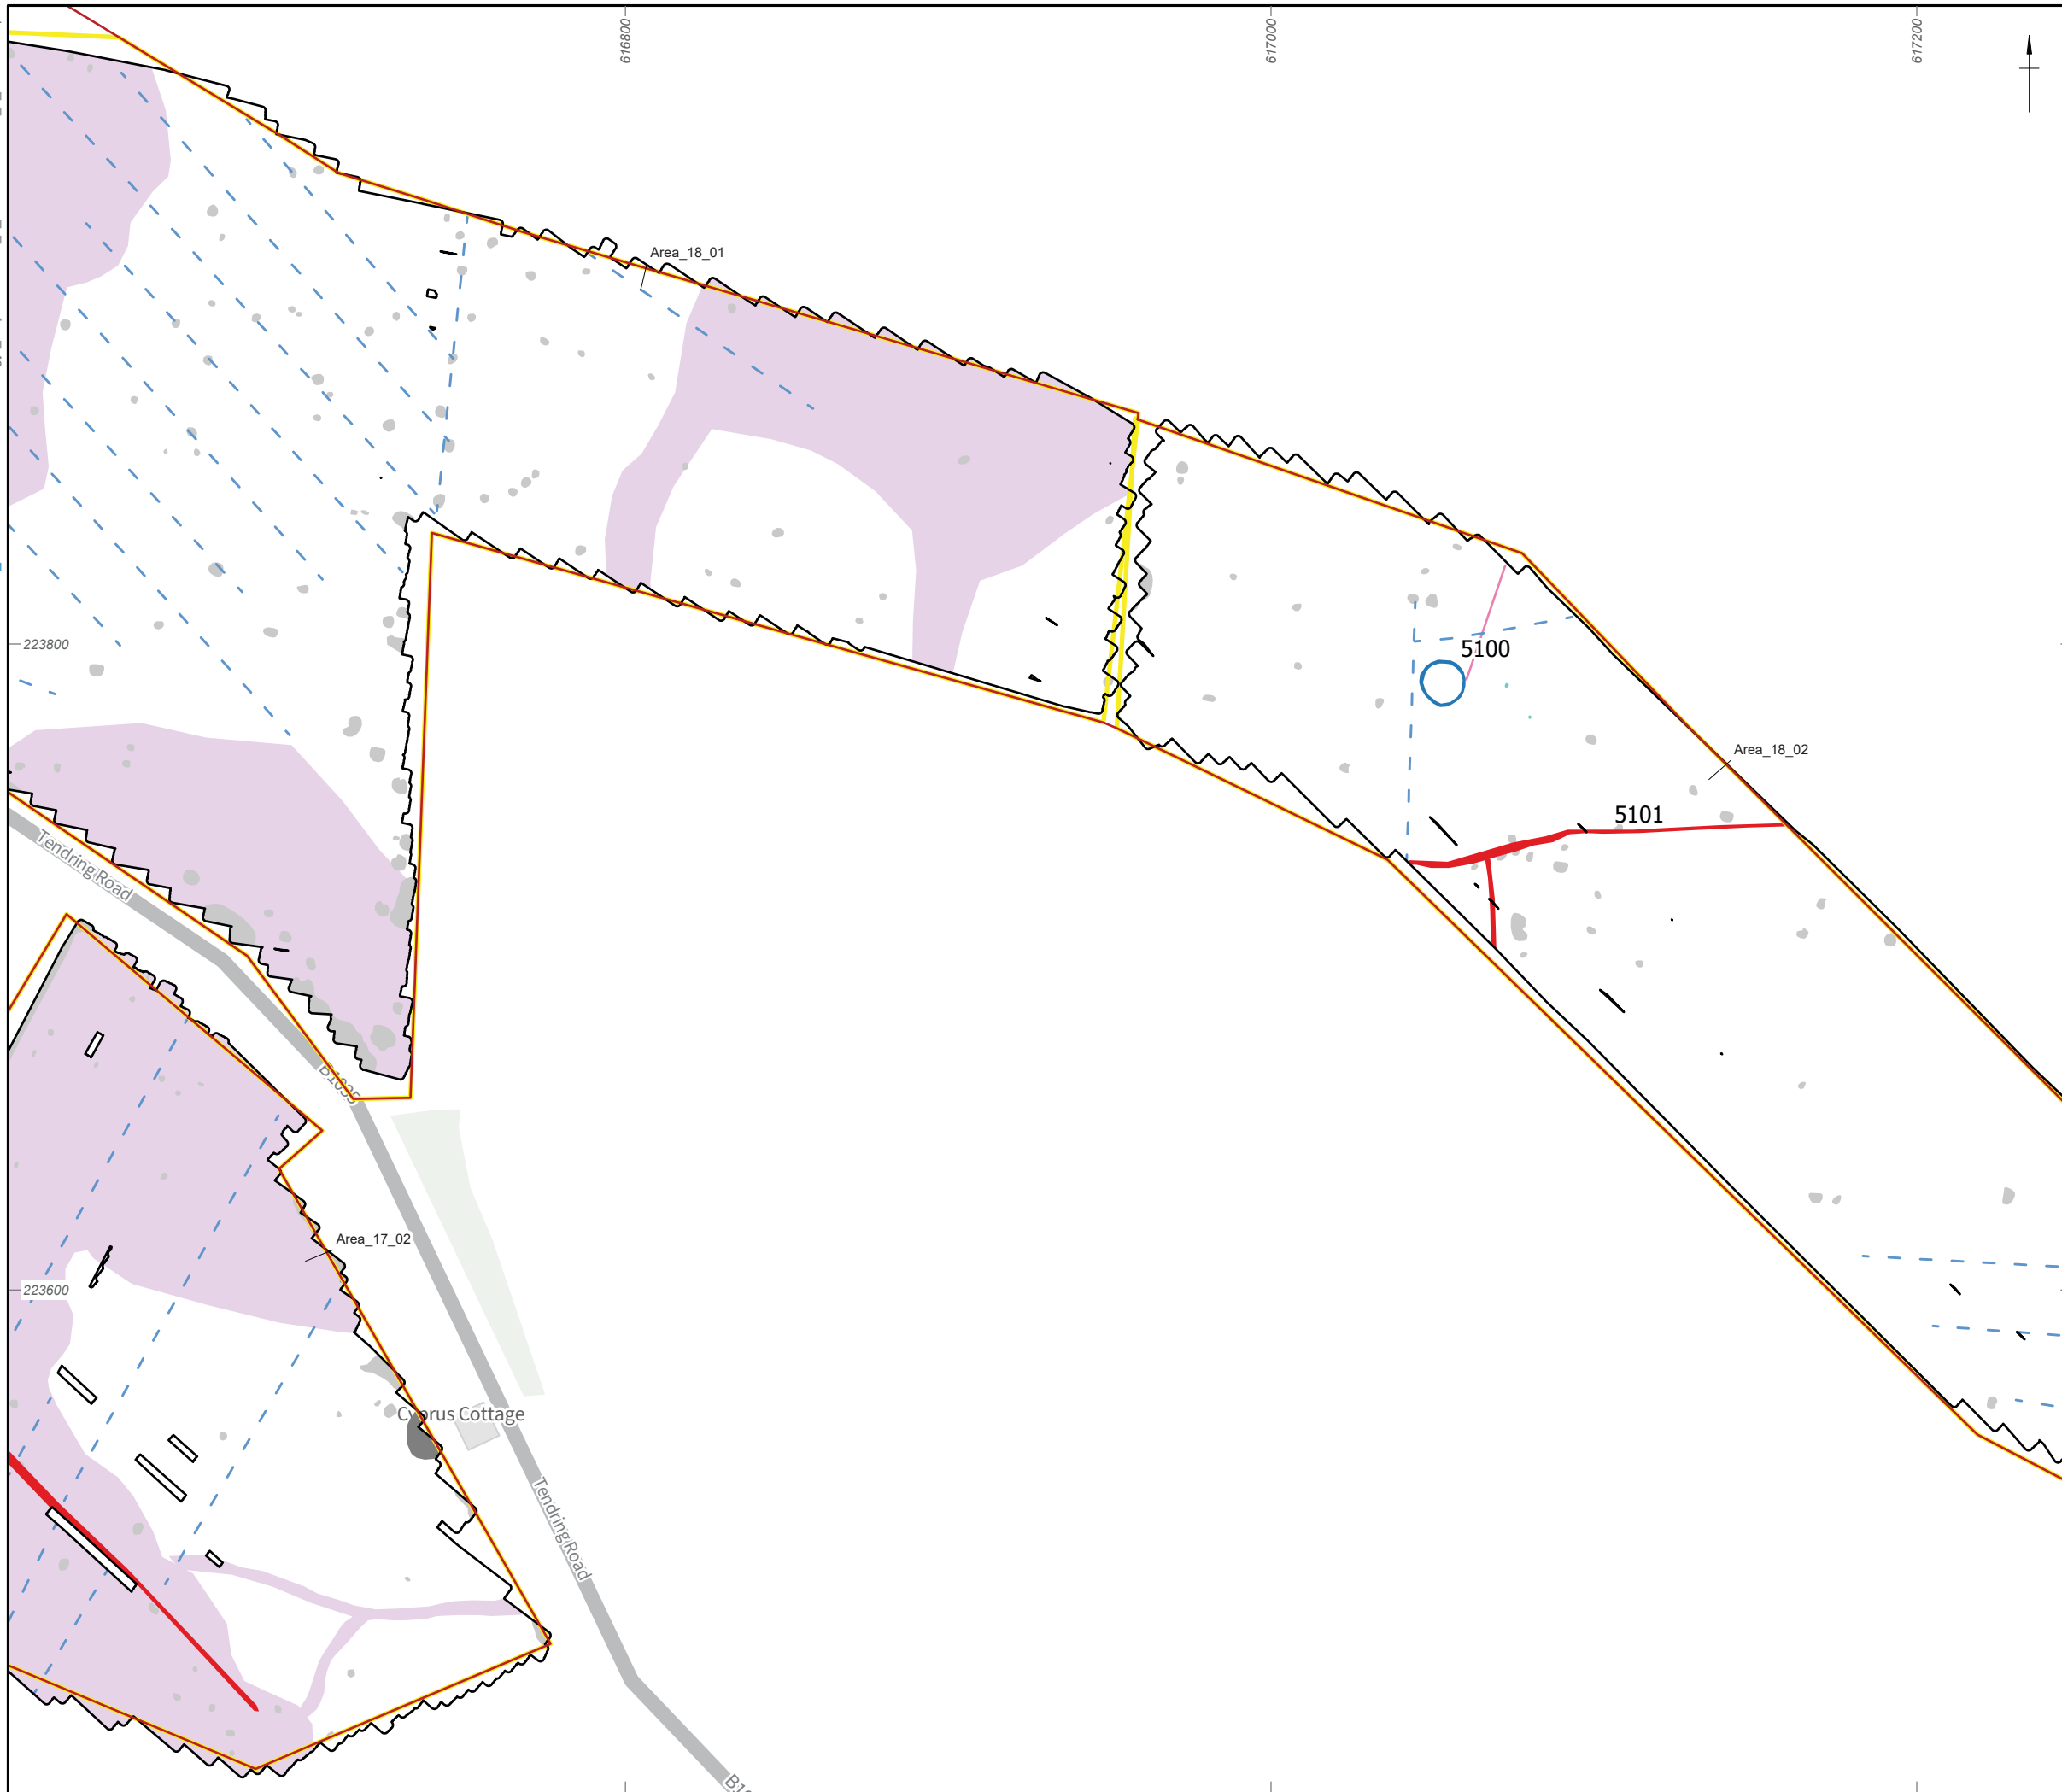 616800
617000
617200
Area_18_01
223800
5100
Area_18_02
5101
Tendring Road
B1035
Area_17_02
223600
Cyprus Cottage
Tendring Road